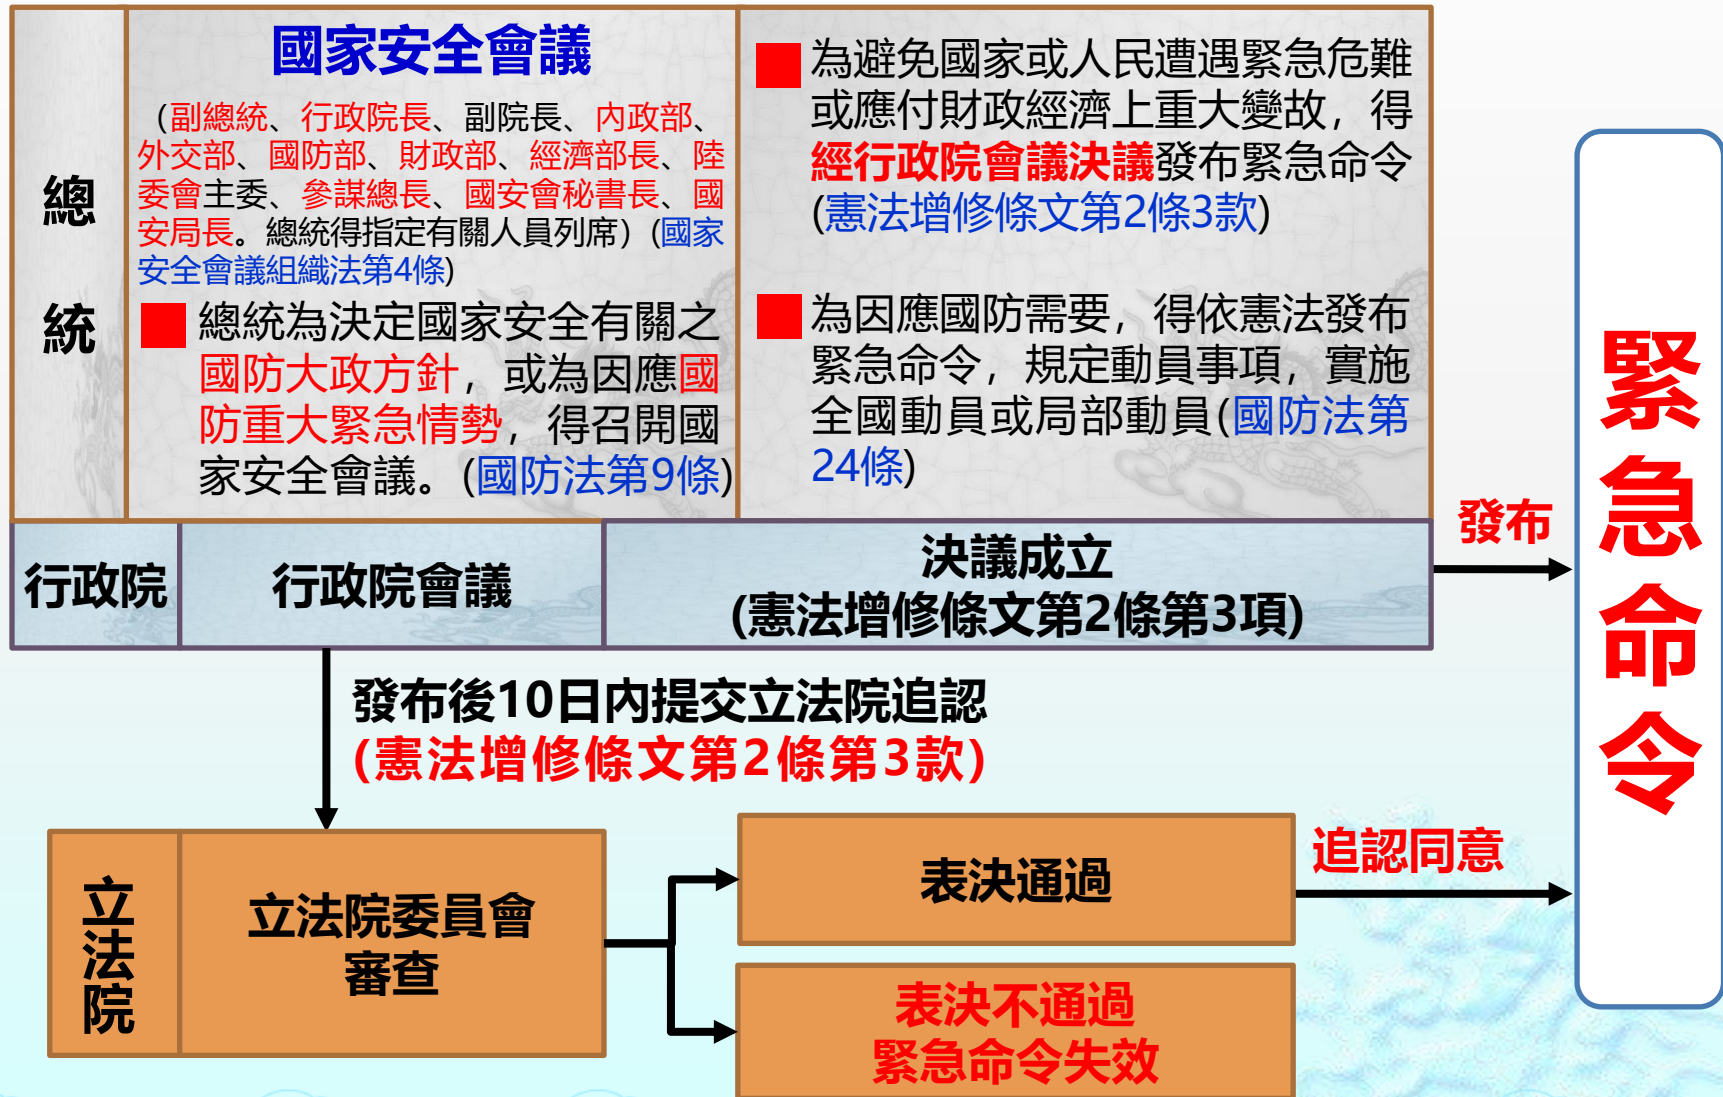 總
統
國家安全會議
（副總統、行政院長、副院長、內政部、
外交部、國防部、財政部、經濟部長、陸
委會主委、參謀總長、國安會秘書長、國
安局長。總統得指定有關人員列席）(國家
安全會議組織法第4條)
總統為決定國家安全有關之
國防大政方針，或為因應國
防重大緊急情勢，得召開國
家安全會議。(國防法第9條)
為避免國家或人民遭遇緊急危難
或應付財政經濟上重大變故，得
經行政院會議決議發布緊急命令
(憲法增修條文第2條3款)
為因應國防需要，得依憲法發布
緊急命令，規定動員事項，實施
全國動員或局部動員(國防法第
24條)
行政院
行政院會議
決議成立
(憲法增修條文第2條第3項)
發布
緊
急
命
令
發布後10日內提交立法院追認
(憲法增修條文第2條第3款)
立
法
院
立法院委員會
審查
表決通過
追認同意
表決不通過
緊急命令失效